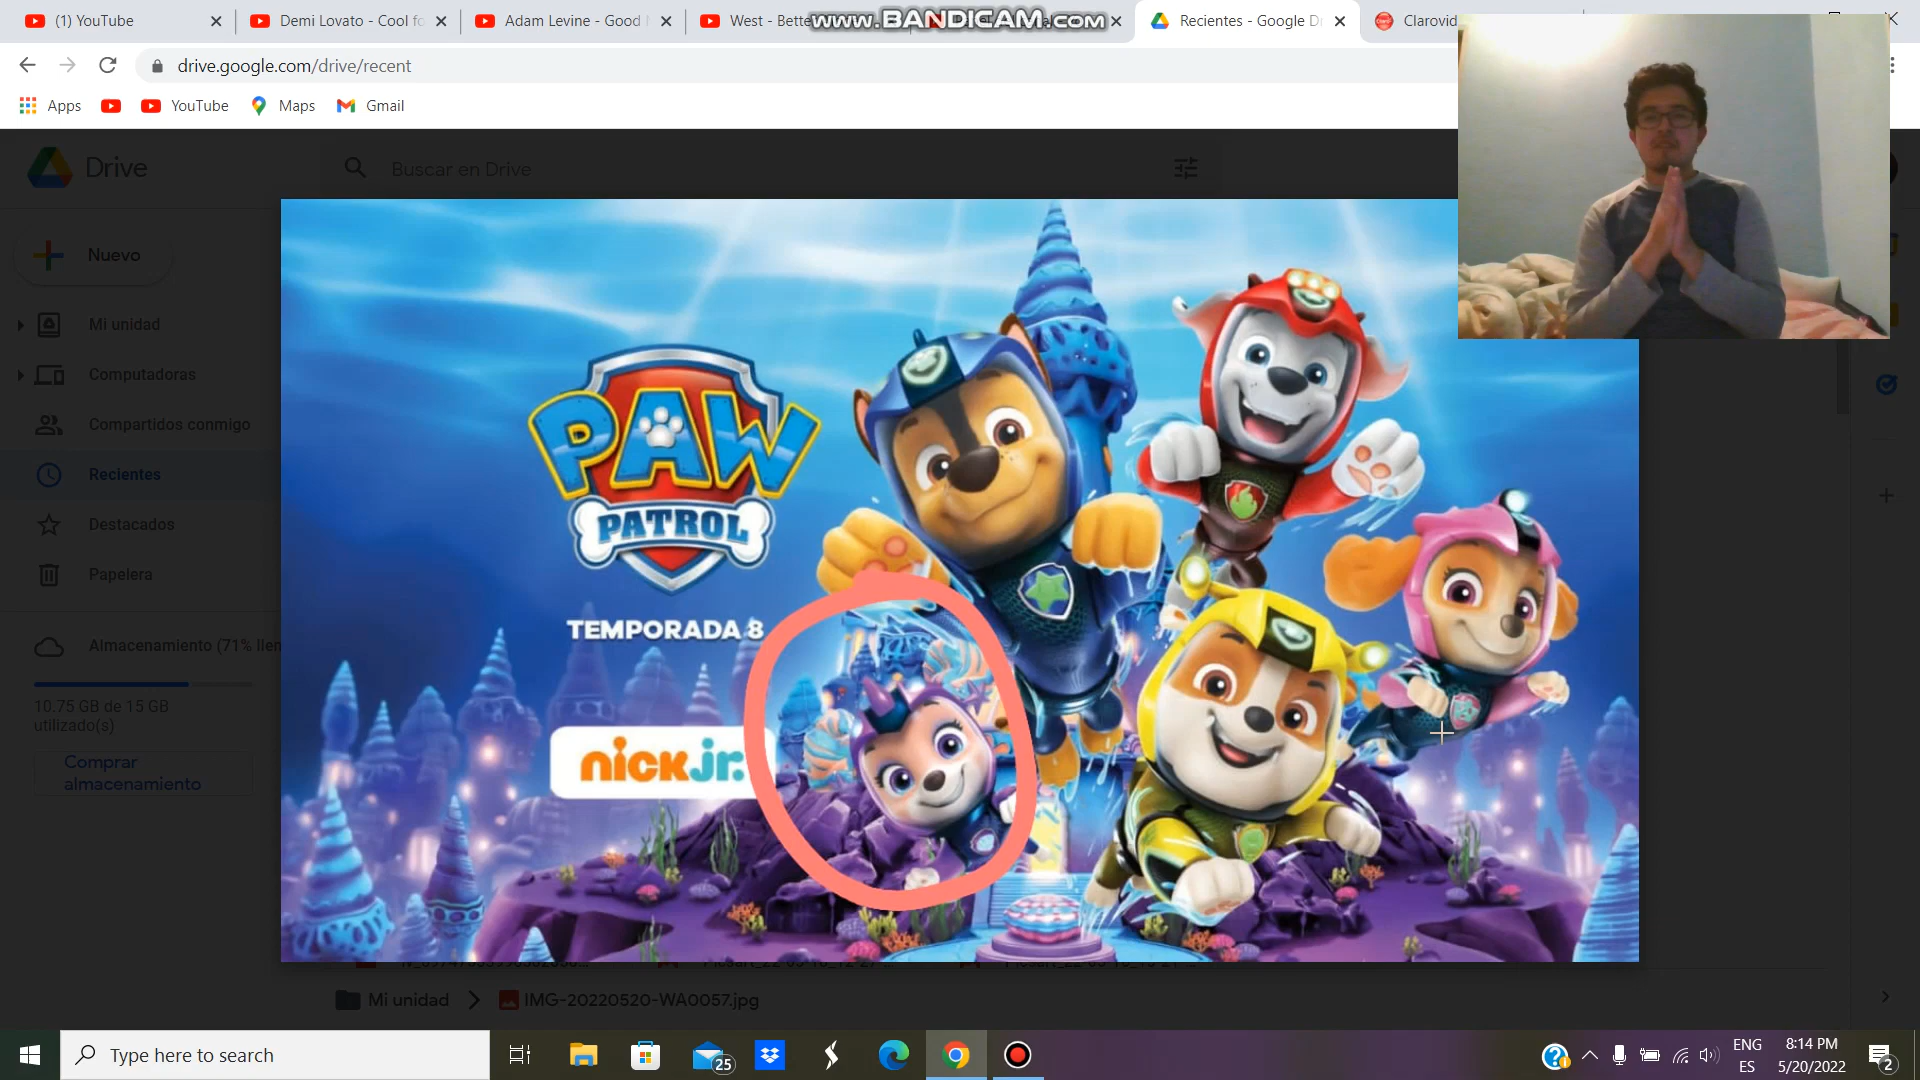 (1) YouTube
Demi Lovato - Cool fo
Adam Levine - Good
West - Bette
www.BANDICAM.com
Recientes - Google D
Clarovid
drive.google.com/drive/recent
Apps
YouTube
Maps
Gmail
Drive
Buscar en Drive
Nuevo
Mi unidad
Computadoras
Compartidos conmigo
Recientes
Destacados
Papelera
Almacenamiento (71% llen
10.75 GB de 15 GB
utilizado(s)
Comprar
almacenamiento
PAW
PATROL
TEMPORADA 8
nick jr.
Mi unidad
IMG-20220520-WA0057.jpg
Type here to search
25
ENG
ES
8:14 PM
5/20/2022
2